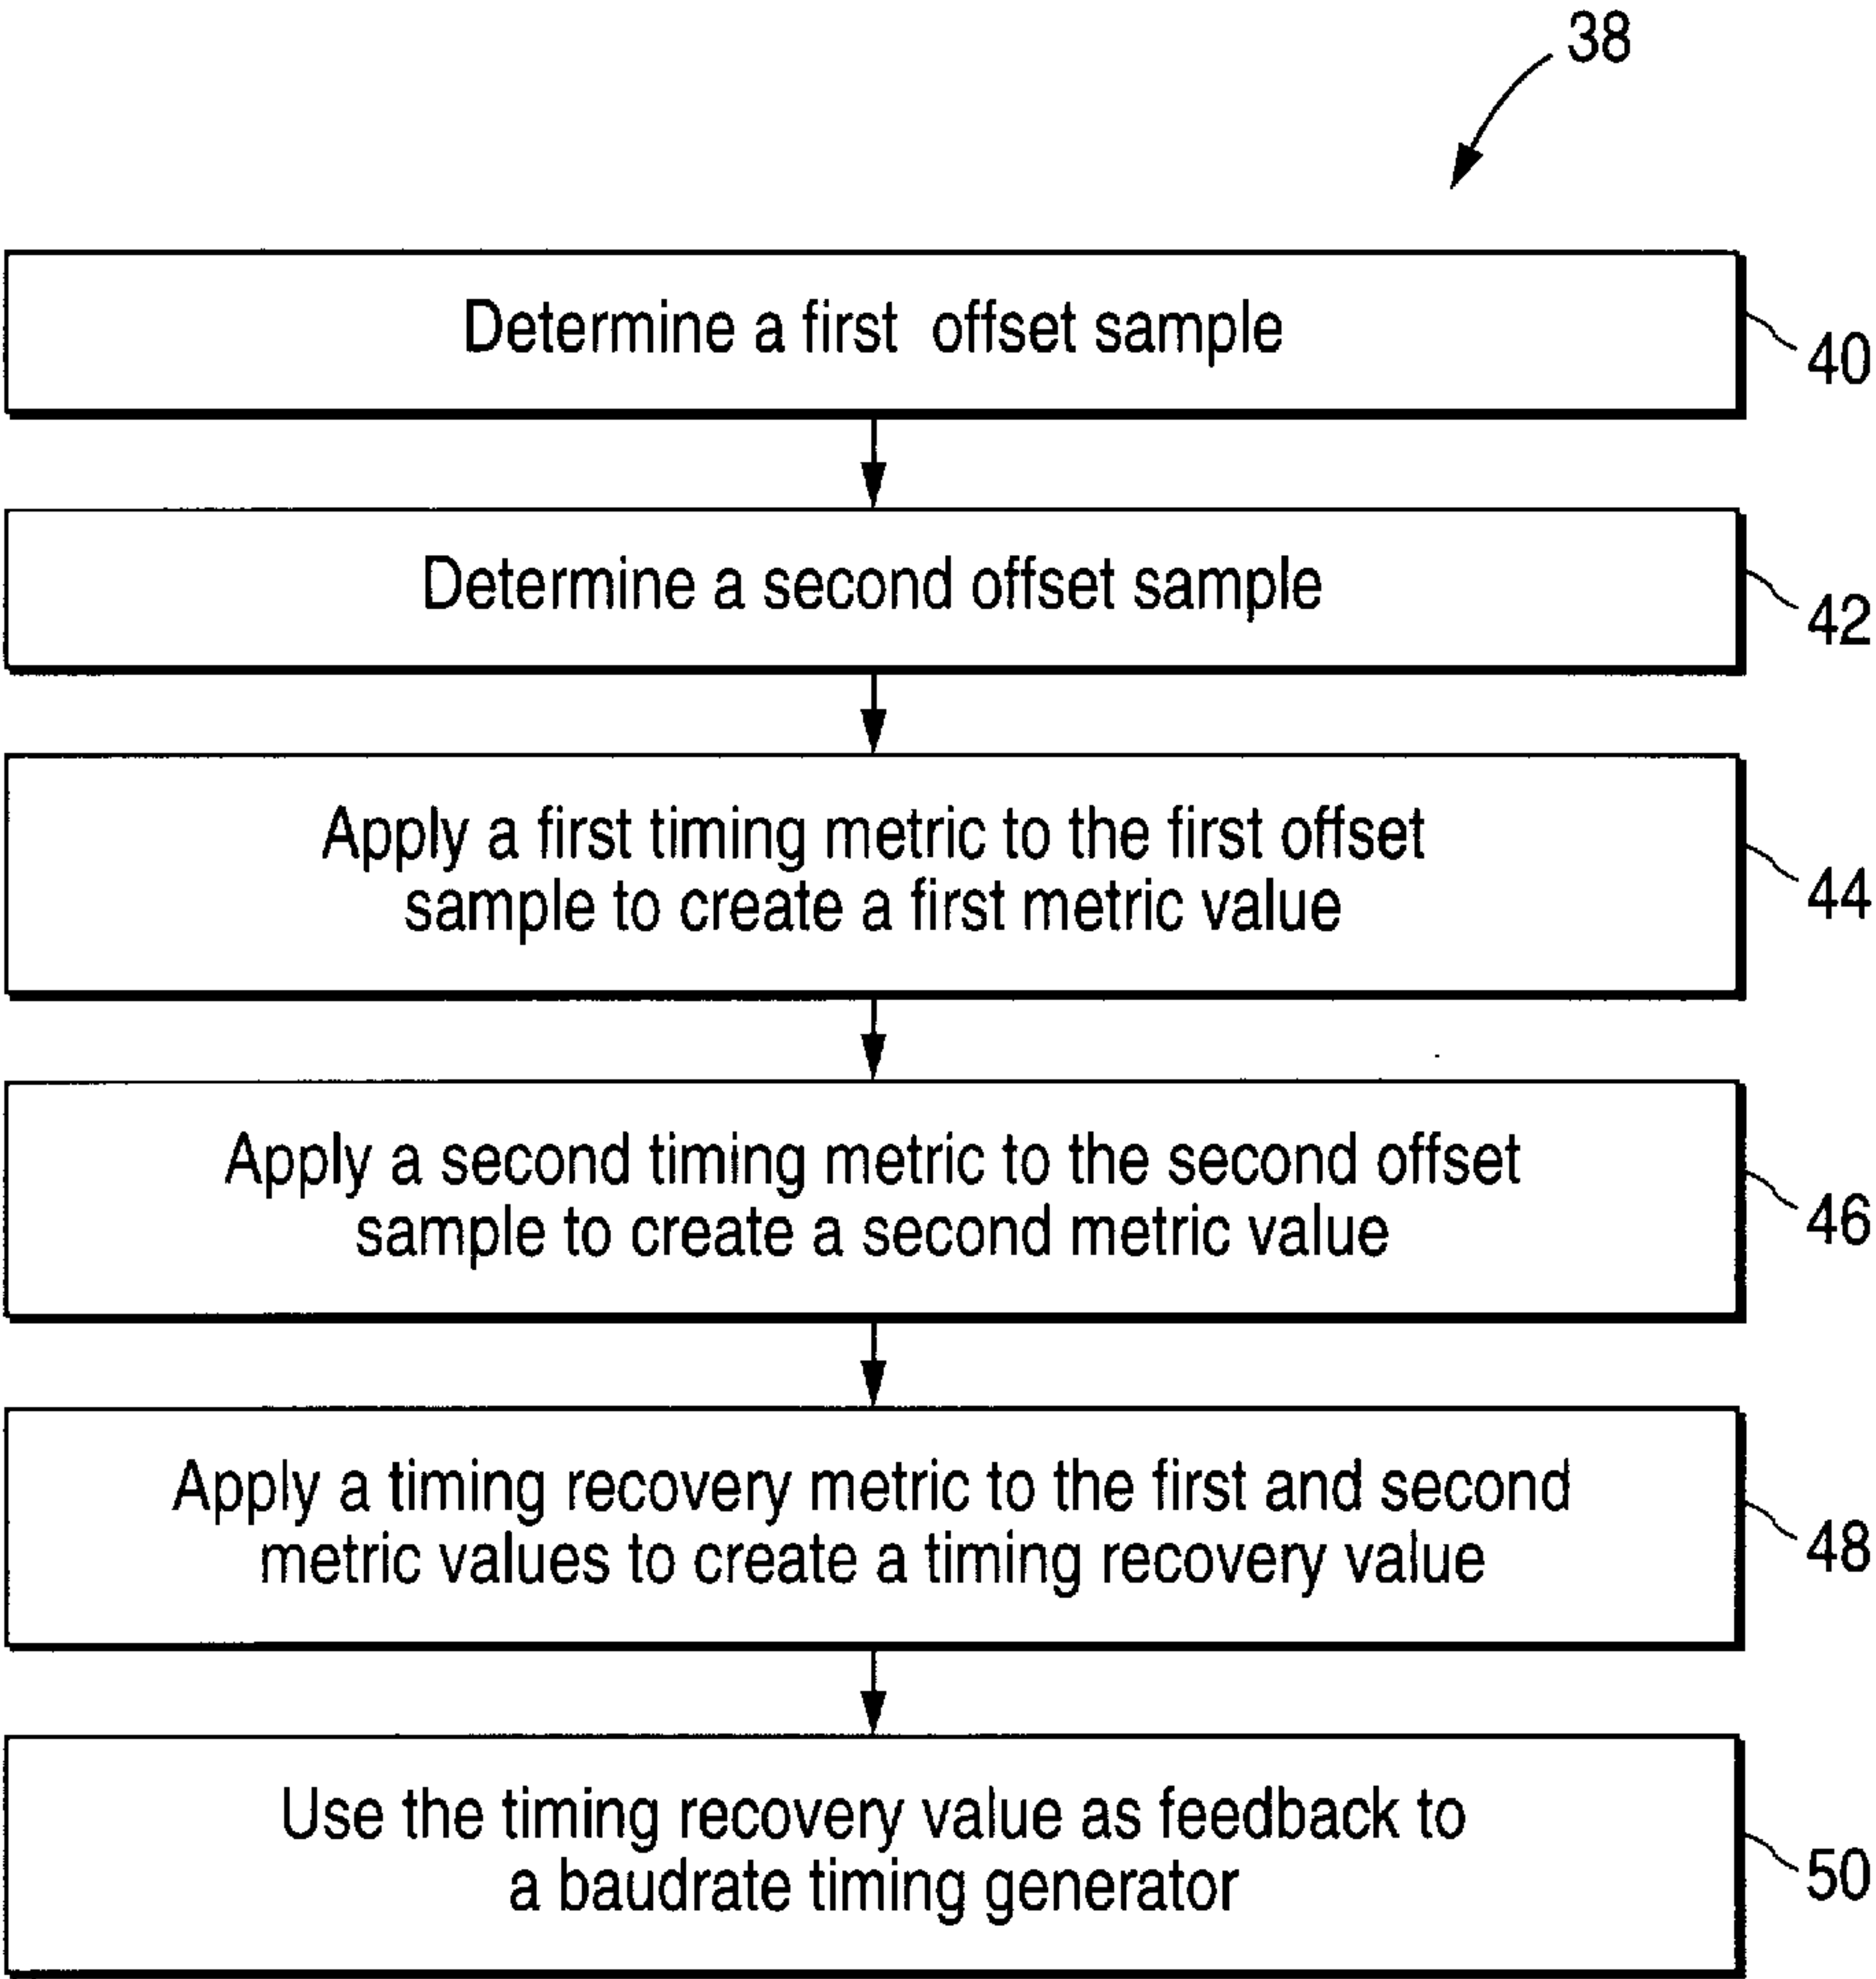 38
Determine a first offset sample
40
Determine a second offset sample
42
Apply a first timing metric to the first offset
sample to create a first metric value
44
Apply a second timing metric to the second offset
sample to create a second metric value
46
Apply a timing recovery metric to the first and second
metric values to create a timing recovery value
48
Use the timing recovery value as feedback to
a baudrate timing generator
50